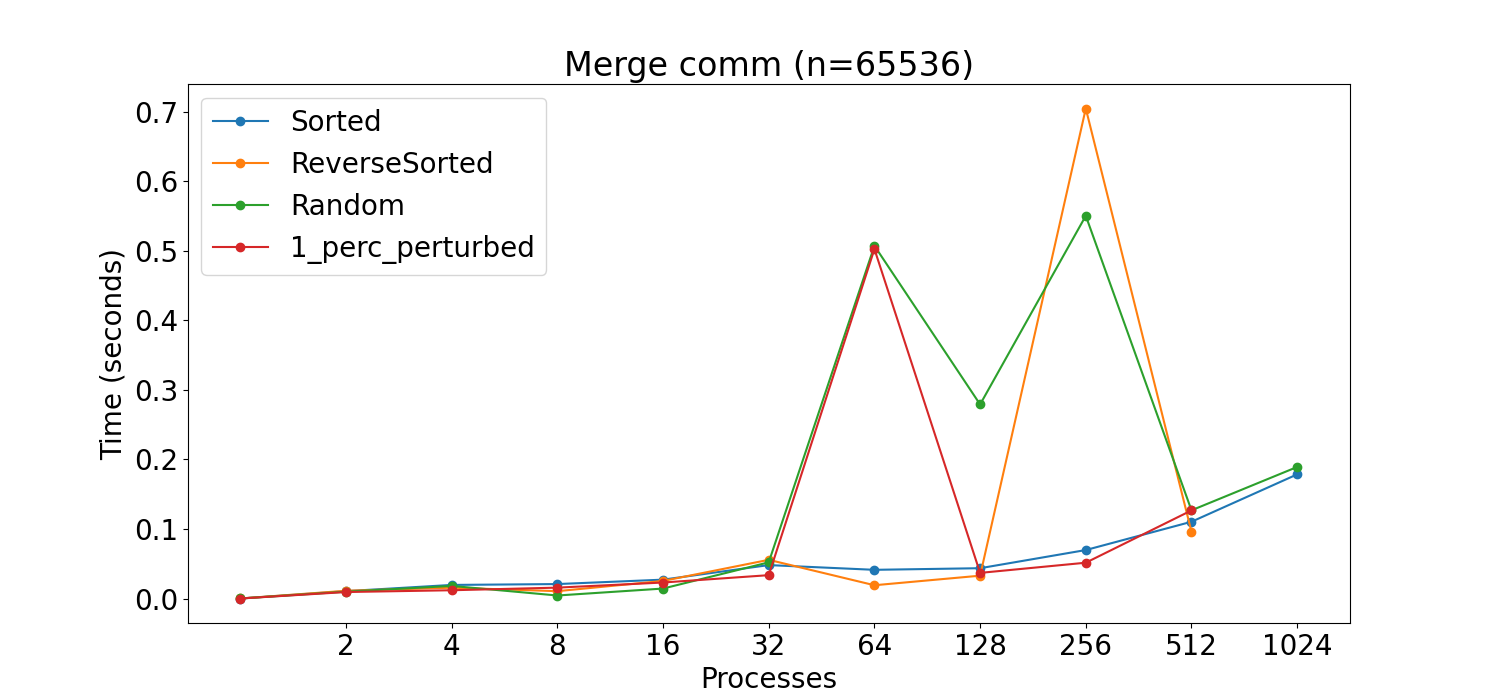 Merge comm (n=65536)
Sorted
ReverseSorted
Random
1_perc_perturbed
Time (seconds)
0.7
0.6
0.5
0.4
0.3
0.2
0.1
0.0
2 4 8 16 32 64 128 256 512 1024
Processes